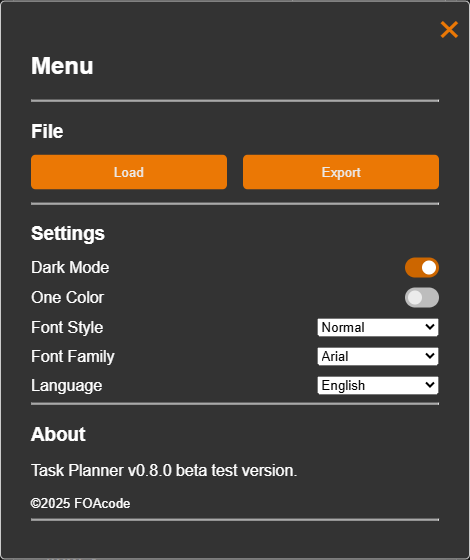 Menu
File
Load Export
Settings
Dark Mode
One Color
Font Style Normal
Font Family Arial
Language English
About
Task Planner v0.8.0 beta test version.
©2025 FOAcode